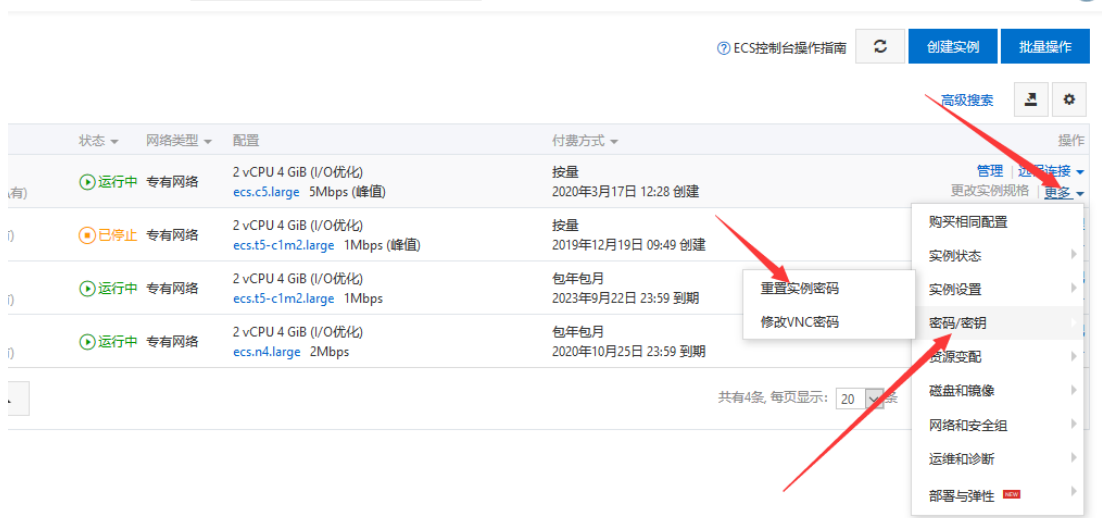 ECS控制台操作指南 创建实例 批量操作
高级搜索
状态 网络类型 配置 付费方式 操作
2 vCPU 4 GiB (I/O优化) 按量 管理 远程连接
运行中 专有网络
有) ecs.c5.large 5Mbps (峰值) 2020年3月17日 12:28 创建 更改实例规格 更多
2 vCPU 4 GiB (I/O优化) 按量
已停止 专有网络
ecs.t5-c1m2.large 1Mbps (峰值) 2019年12月19日 09:49 创建
2 vCPU 4 GiB (I/O优化) 包年包月
运行中 专有网络
ecs.t5-c1m2.large 1Mbps 2023年9月22日 23:59 到期
2 vCPU 4 GiB (I/O优化) 包年包月
运行中 专有网络
ecs.n4.large 2Mbps 2020年10月25日 23:59 到期
共有4条, 每页显示: 20 条
购买相同配置
实例状态
实例设置
密码/密钥
资源变配
磁盘和镜像
网络和安全组
运维和诊断
部署与弹性 NEW
重置实例密码
修改VNC密码